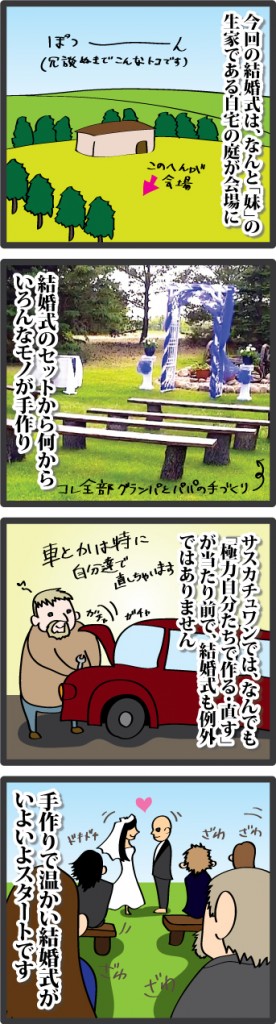 今回の結婚式は、なんと「妹」の
生家である自宅の庭が会場に
ぽつーーーん
(冗談ぬきでこんなトコです)
このへんが
会場
結婚式のセットから何から
いろんなモノが手作り
コレ全部グランパとパパの手づくり
サスカチュワンでは、なんでも
「極力自分たちで作る・直す」
が当たり前で、結婚式も例外
ではありません
車とかは特に
自分達で
直しちゃいます
ガチャ
ガチャ
手作りで温かい結婚式が
いよいよスタートです
ドキドキ
ざわ
ざわ
ざわ
ざわ